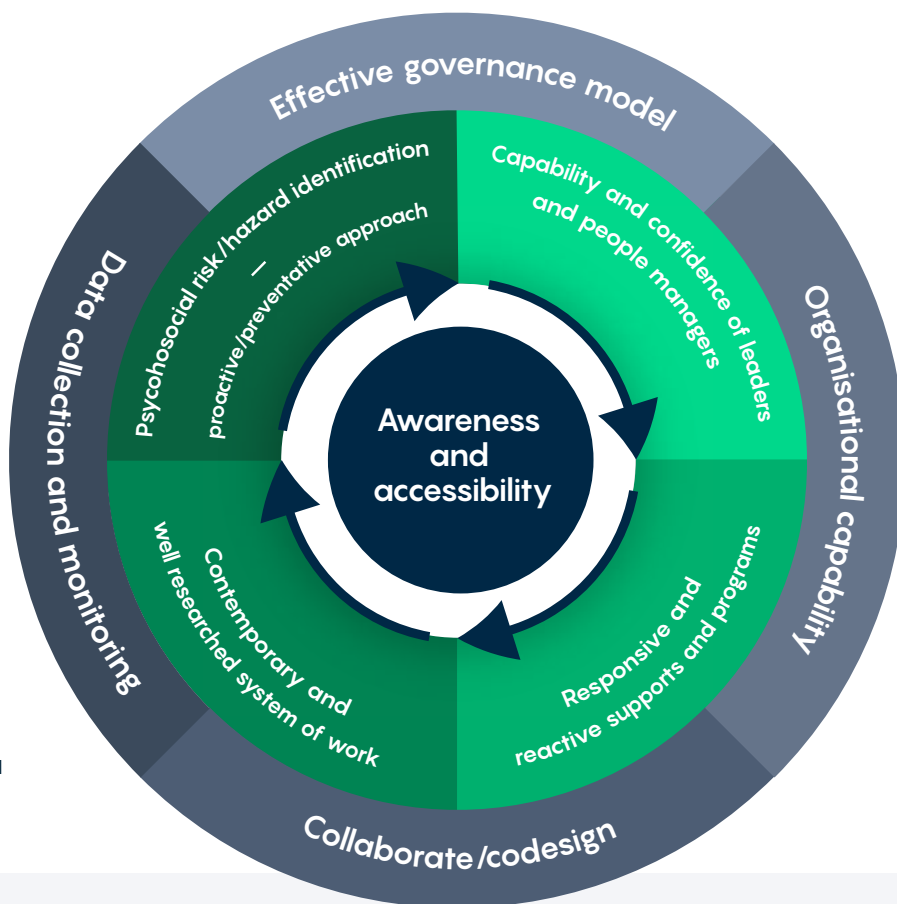 Effective governance model
Psychosocial risk/hazard identification
–
proactive/preventative approach
Capability and confidence of leaders
and people managers
Data collection and monitoring
Organisational capability
Awareness
and
accessibility
Contemporary and
well researched system of work
Responsive and
reactive supports and programs
Collaborate/codesign